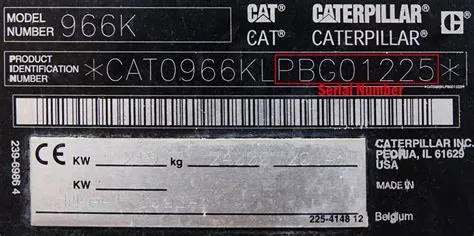 MODEL NUMBER 966K CAT CATERPILLAR C
CAT CATERPILLAR
PRODUCT IDENTIFICATION NUMBER *CAT0966KLPBG01225*
Serial Number
239-6986 4
CE KW kg
KW
CATERPILLAR INC.
PEORIA, IL 61629
USA
MADE IN
Belgium
225-4148 12